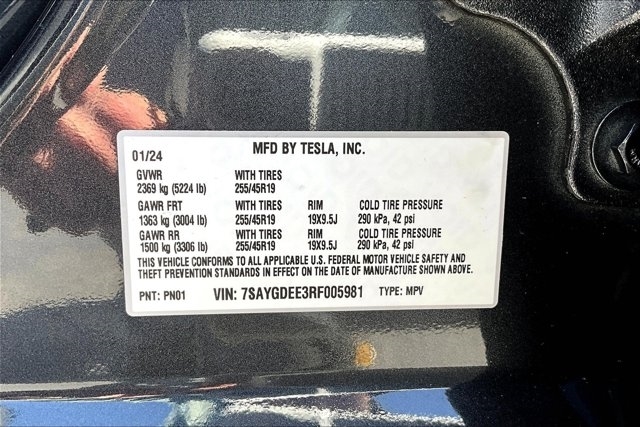 01/24 MFD BY TESLA, INC.
GVWR WITH TIRES
2369 kg (5224 lb) 255/45R19
GAWR FRT WITH TIRES RIM COLD TIRE PRESSURE
1363 kg (3004 lb) 255/45R19 19X9.5J 290 kPa, 42 psi
GAWR RR WITH TIRES RIM COLD TIRE PRESSURE
1500 kg (3306 lb) 255/45R19 19X9.5J 290 kPa, 42 psi
THIS VEHICLE CONFORMS TO ALL APPLICABLE U.S. FEDERAL MOTOR VEHICLE SAFETY AND
THEFT PREVENTION STANDARDS IN EFFECT ON THE DATE OF MANUFACTURE SHOWN ABOVE.
PNT: PN01 VIN: 7SAYGDEE3RF005981 TYPE: MPV